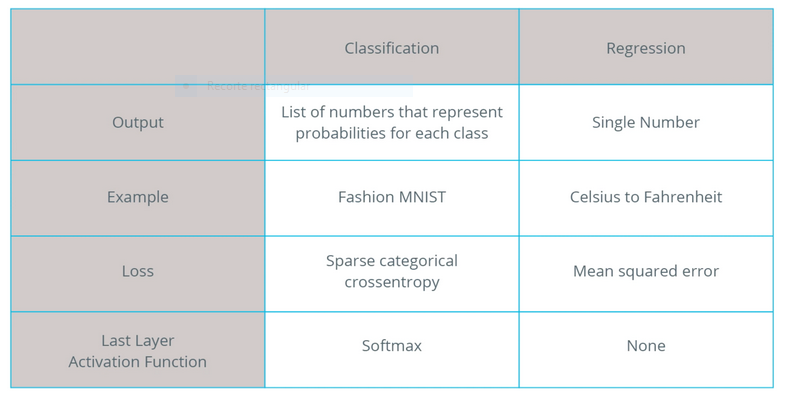 Classification
Regression
Recorte rectangular
Output
List of numbers that represent
probabilities for each class
Single Number
Example
Fashion MNIST
Celsius to Fahrenheit
Loss
Sparse categorical
crossentropy
Mean squared error
Last Layer
Activation Function
Softmax
None